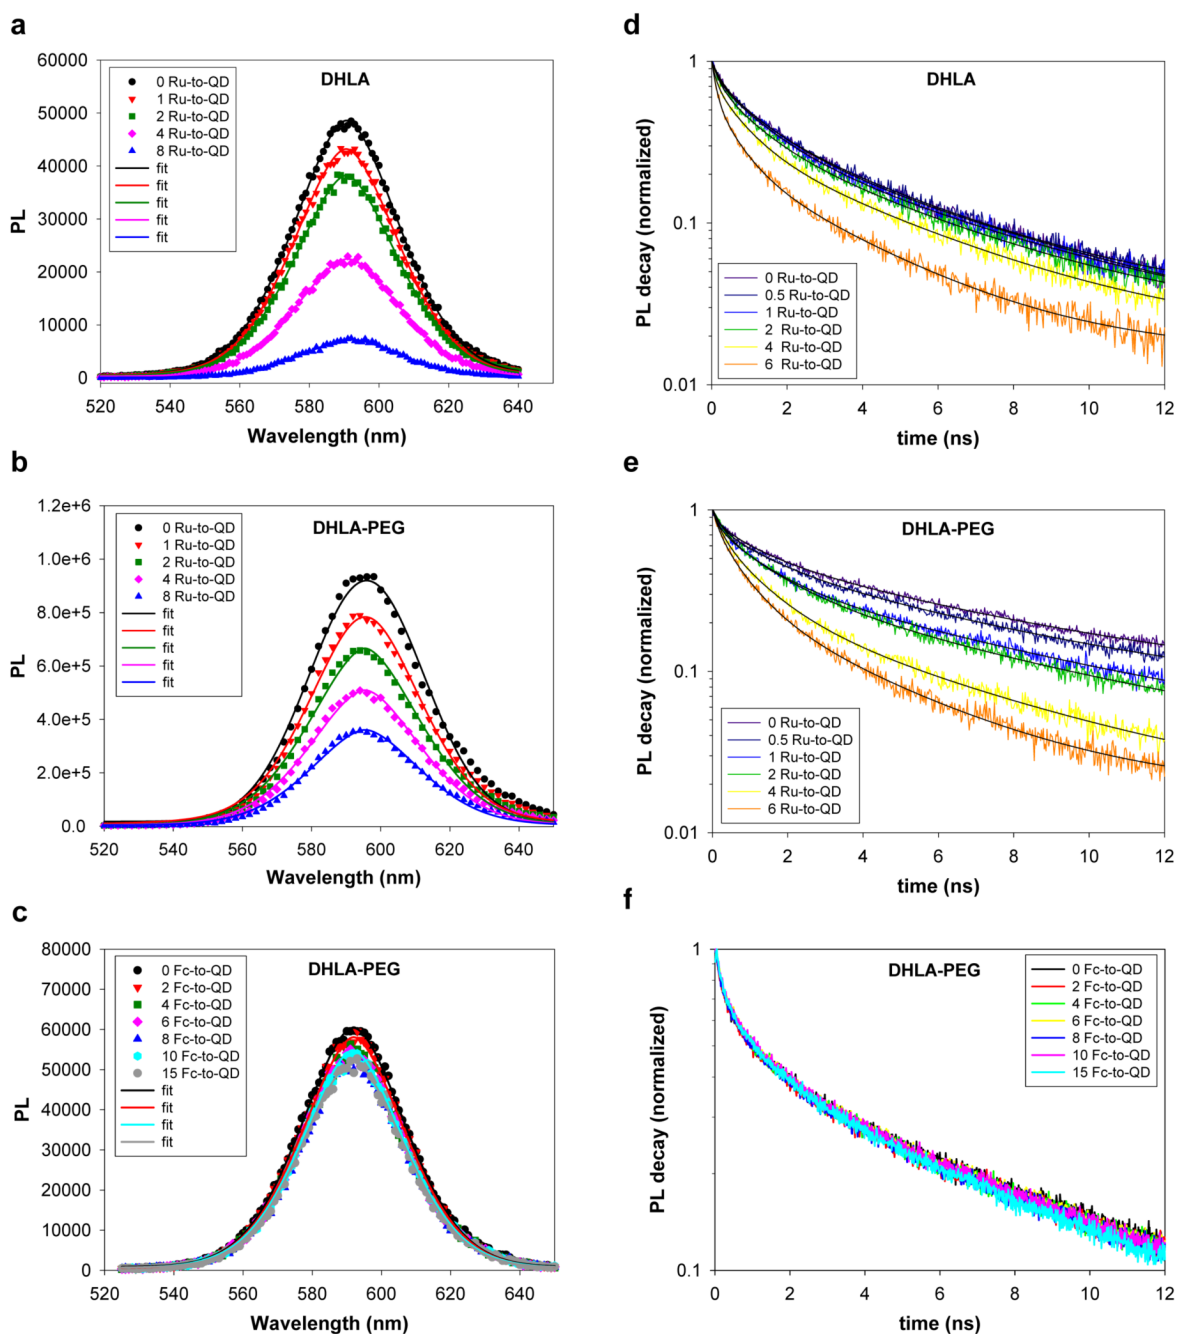 a
DHLA
60000
50000
40000
30000
20000
10000
0
PL
0 Ru-to-QD
1 Ru-to-QD
2 Ru-to-QD
4 Ru-to-QD
8 Ru-to-QD
fit
fit
fit
fit
fit
520 540 560 580 600 620 640
Wavelength (nm)
d
DHLA
1
0.1
0.01
PL decay (normalized)
0 Ru-to-QD
0.5 Ru-to-QD
1 Ru-to-QD
2 Ru-to-QD
4 Ru-to-QD
6 Ru-to-QD
0 2 4 6 8 10 12
time (ns)
b
DHLA-PEG
1.2e+6
1.0e+6
8.0e+5
6.0e+5
4.0e+5
2.0e+5
0.0
PL
0 Ru-to-QD
1 Ru-to-QD
2 Ru-to-QD
4 Ru-to-QD
8 Ru-to-QD
fit
fit
fit
fit
fit
520 540 560 580 600 620 640
Wavelength (nm)
e
DHLA-PEG
1
0.1
0.01
PL decay (normalized)
0 Ru-to-QD
0.5 Ru-to-QD
1 Ru-to-QD
2 Ru-to-QD
4 Ru-to-QD
6 Ru-to-QD
0 2 4 6 8 10 12
time (ns)
c
DHLA-PEG
80000
70000
60000
50000
40000
30000
20000
10000
0
PL
0 Fc-to-QD
2 Fc-to-QD
4 Fc-to-QD
6 Fc-to-QD
8 Fc-to-QD
10 Fc-to-QD
15 Fc-to-QD
fit
fit
fit
fit
520 540 560 580 600 620 640
Wavelength (nm)
f
DHLA-PEG
1
0.1
PL decay (normalized)
0 Fc-to-QD
2 Fc-to-QD
4 Fc-to-QD
6 Fc-to-QD
8 Fc-to-QD
10 Fc-to-QD
15 Fc-to-QD
0 2 4 6 8 10 12
time (ns)